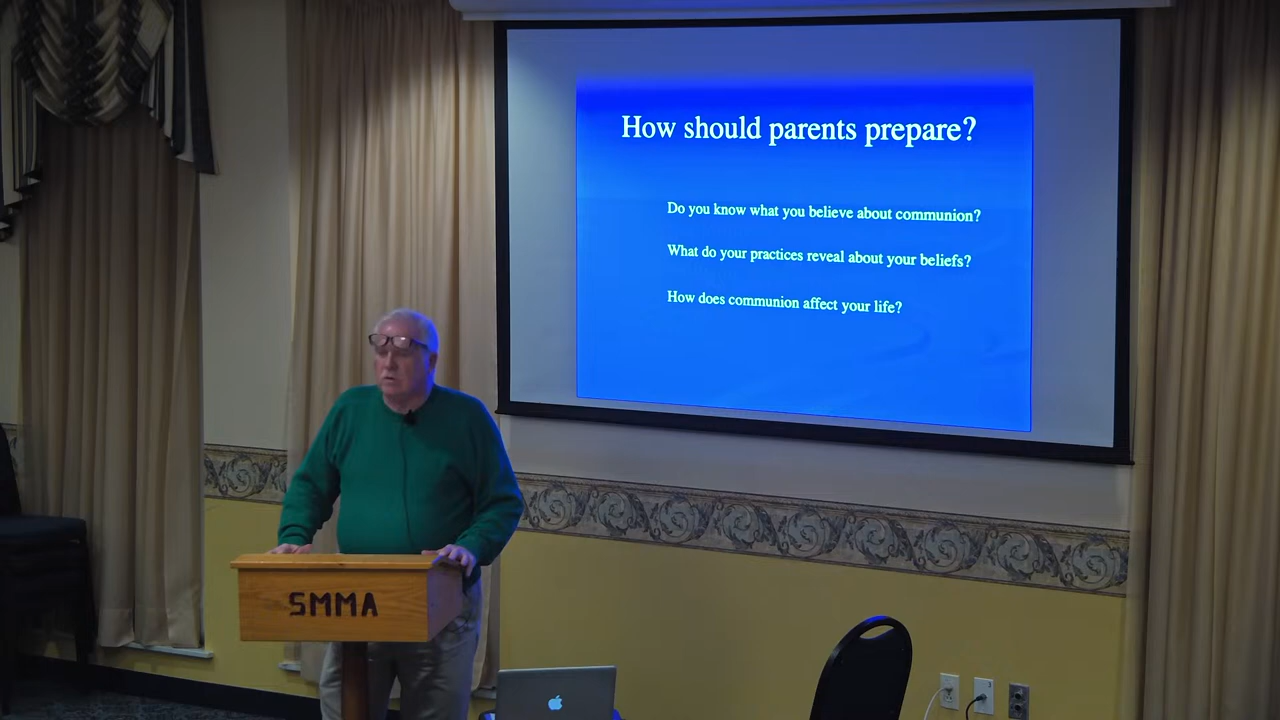 How should parents prepare?
Do you know what you believe about communion?
What do your practices reveal about your beliefs?
How does communion affect your life?
SMMA